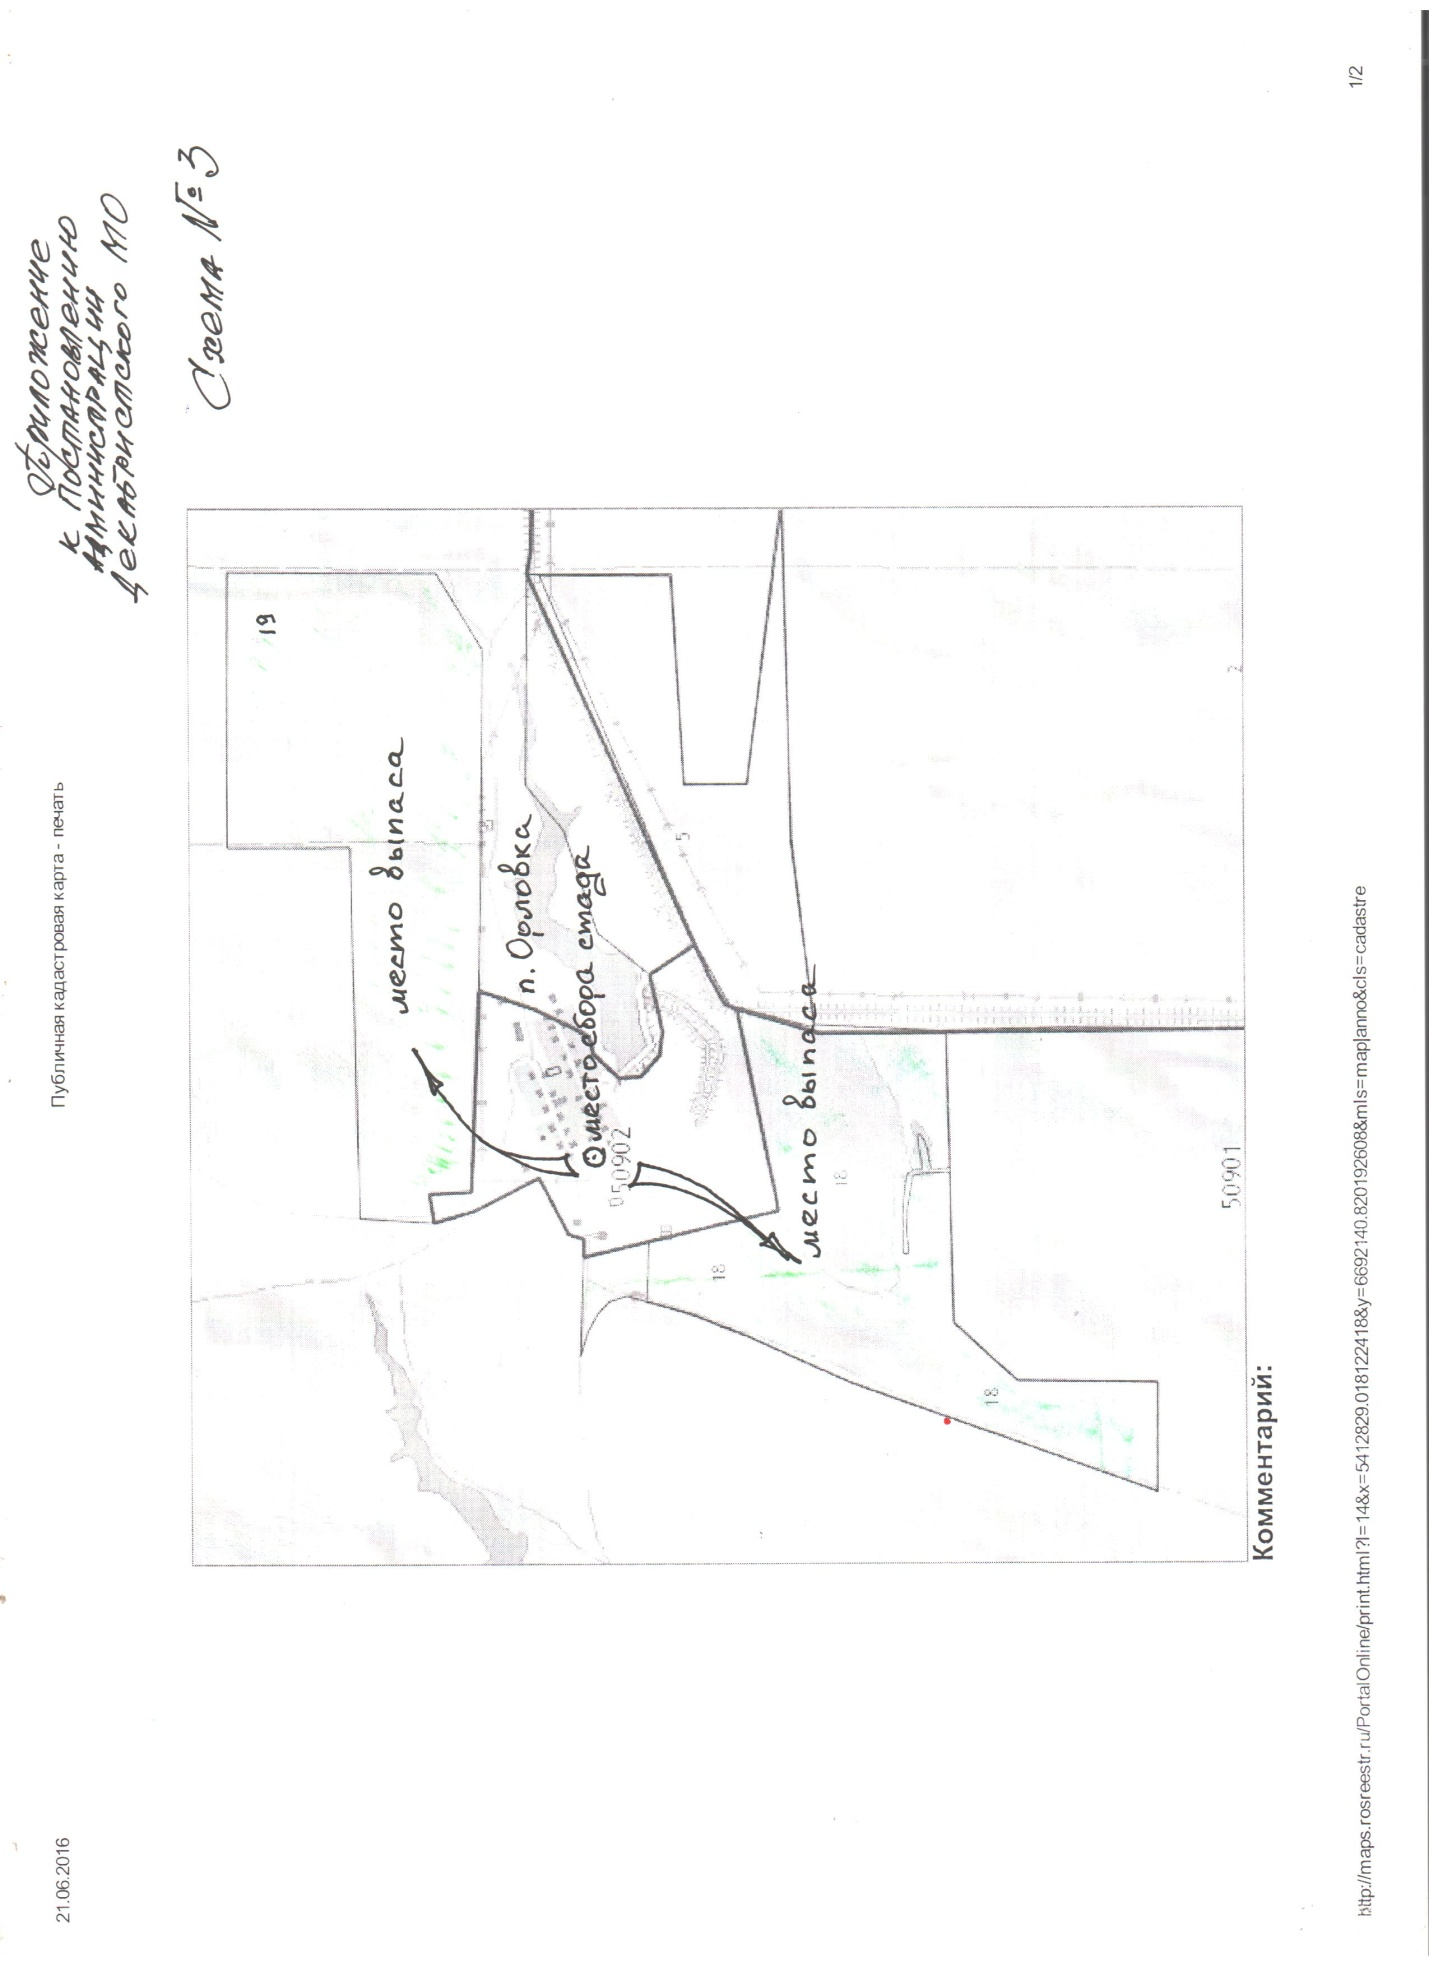 21.06.2016
Публичная кадастровая карта - печать
Приложение
к Постановлению
администрации
Декабристского МО
Схема № 3
19
место выпаса
п. Орловка
место сбора стада
50902
5
место выпаса
18
18
18
2
50901
Комментарий:
http://maps.rosreestr.ru/PortalOnline/print.html?l=14&x=5412829.018122418&y=6692140.820192608&mls=map|anno&cls=cadastre
1/2